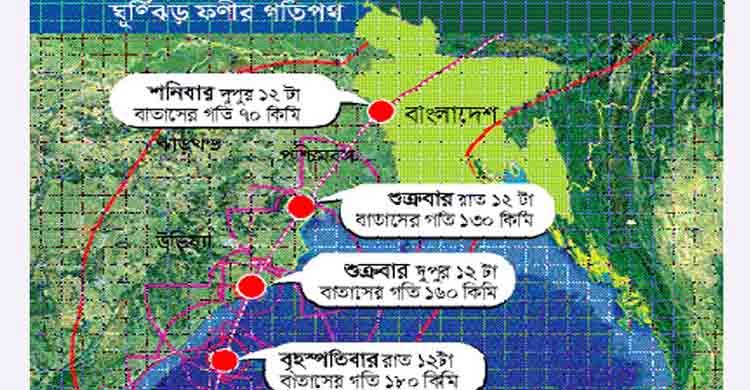 ঘূর্ণিঝড় ফণীর গতিপথ
শনিবার দুপুর ১২ টা
বাতাসের গতি ৭০ কিমি
বাংলাদেশ
ঝাড়খন্ড
পশ্চিমবঙ্গ
শুক্রবার রাত ১২ টা
বাতাসের গতি ১৩০ কিমি
উড়িষ্যা
শুক্রবার দুপুর ১২ টা
বাতাসের গতি ১৬০ কিমি
বৃহস্পতিবার রাত ১২টা
বাতাসের গতি ১৮০ কিমি